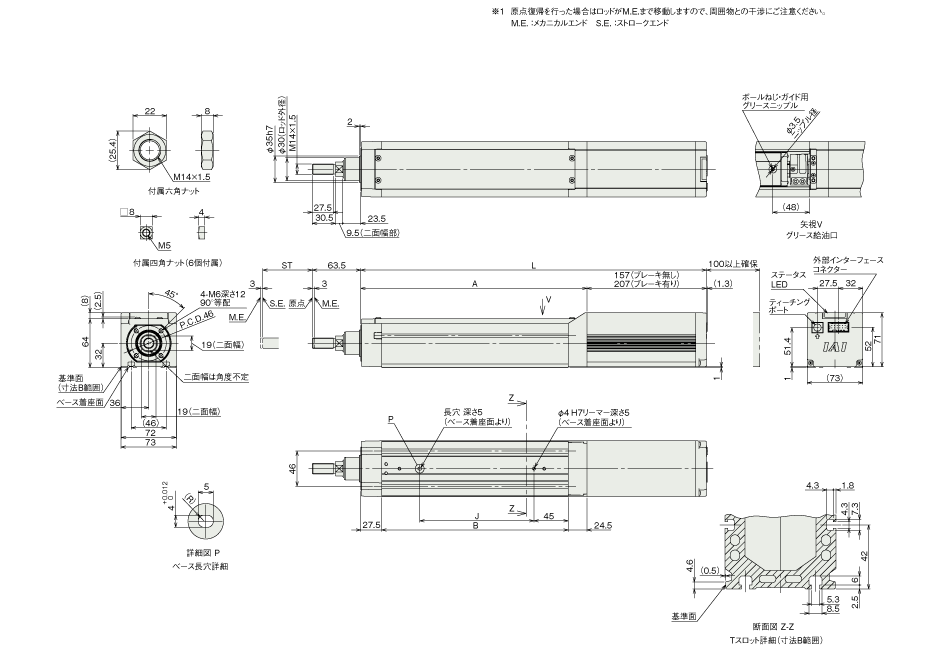 ※1 原点復帰を行った場合はロッドがM.E.まで移動しますので、周囲物との干渉にご注意ください。
M.E.：メカニカルエンド S.E.：ストロークエンド
22
8
(25.4)
M14×1.5
付属六角ナット
□8
4
M5
付属四角ナット(6個付属)
φ35h7
φ30(ロッド外径)
M14×1.5
2
27.5
30.5
23.5
9.5(二面幅部)
ボールねじ・ガイド用
グリースニップル
φ3.5
ニップル径
(48)
矢視V
グリース給油口
ST
63.5
L
100以上確保
A
157(ブレーキ無し)
207(ブレーキ有り)
(1.3)
3
S.E.
原点
3
M.E.
M.E.
V
1
外部インターフェース
コネクター
ステータス
LED
27.5
32
ティーチング
ポート
51.4
1
IAI
52
71
(73)
(8)
(2.5)
45°
4-M6深さ12
90°等配
P.C.D.46
64
32
19(二面幅)
二面幅は角度不定
基準面
(寸法B範囲)
ベース着座面
36
19(二面幅)
(46)
72
73
P
長穴 深さ5
(ベース着座面より)
Z
φ4 H7リーマー深さ5
(ベース着座面より)
46
J
45
Z
27.5
B
24.5
5
+0.012
4 0
(R)
詳細図 P
ベース長穴詳細
4.3
1.8
4.3
7.3
42
4.6
(0.5)
6
2.5
5.3
8.5
基準面
断面図 Z-Z
Tスロット詳細(寸法B範囲)